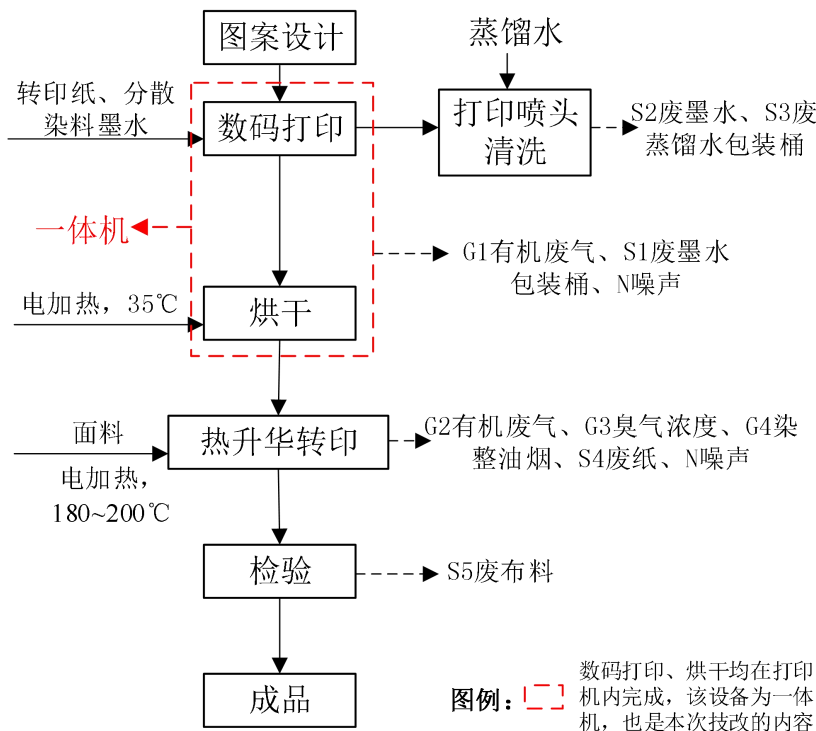 图案设计
蒸馏水
转印纸、分散
染料墨水
数码打印
打印喷头
清洗
S2废墨水、S3废
蒸馏水包装桶
一体机
G1有机废气、S1废墨水
包装桶、N噪声
电加热，35℃
烘干
面料
电加热，
180~200℃
热升华转印
G2有机废气、G3臭气浓度、G4染
整油烟、S4废纸、N噪声
检验
S5废布料
成品
图例：
数码打印、烘干均在打印
机内完成，该设备为一体
机，也是本次技改的内容